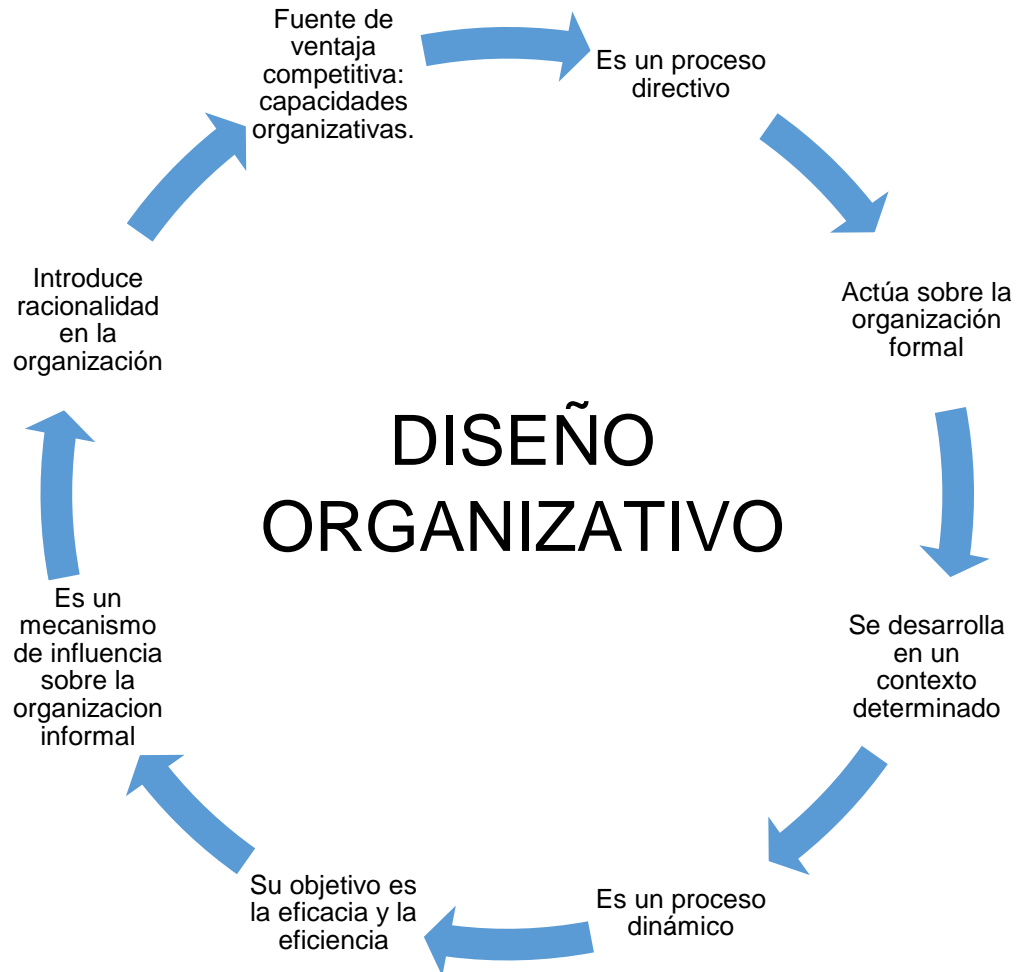 Fuente de
ventaja
competitiva:
capacidades
organizativas.
Es un proceso
directivo
Actúa sobre la
organización
formal
Se desarrolla
en un
contexto
determinado
Es un proceso
dinámico
Su objetivo es
la eficacia y la
eficiencia
Es un
mecanismo
de influencia
sobre la
organizacion
informal
Introduce
racionalidad
en la
organización
DISEÑO
ORGANIZATIVO